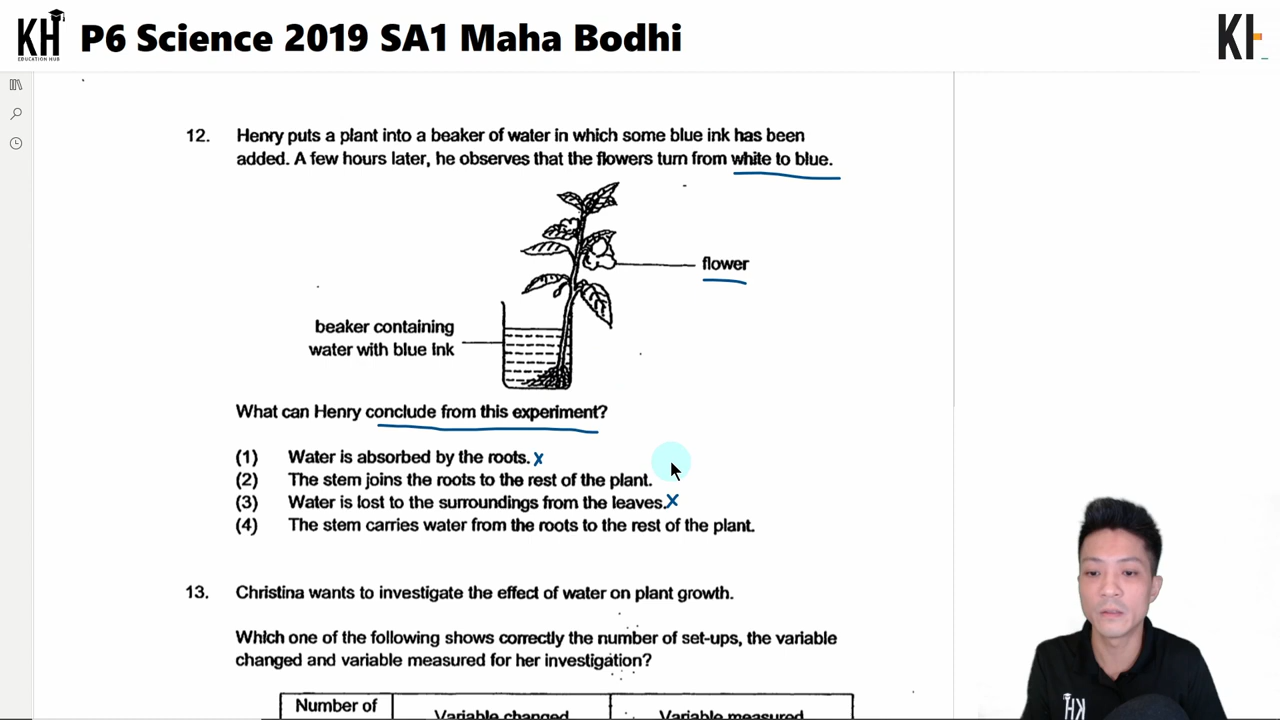 KH P6 Science 2019 SA1 Maha Bodhi
EDUCATION HUB
12. Henry puts a plant into a beaker of water in which some blue ink has been
added. A few hours later, he observes that the flowers turn from white to blue.
flower
beaker containing
water with blue ink
What can Henry conclude from this experiment?
(1) Water is absorbed by the roots. x
(2) The stem joins the roots to the rest of the plant.
(3) Water is lost to the surroundings from the leaves. x
(4) The stem carries water from the roots to the rest of the plant.
13. Christina wants to investigate the effect of water on plant growth.
Which one of the following shows correctly the number of set-ups, the variable
changed and variable measured for her investigation?
Number of
Variable changed
Variable measured
KH